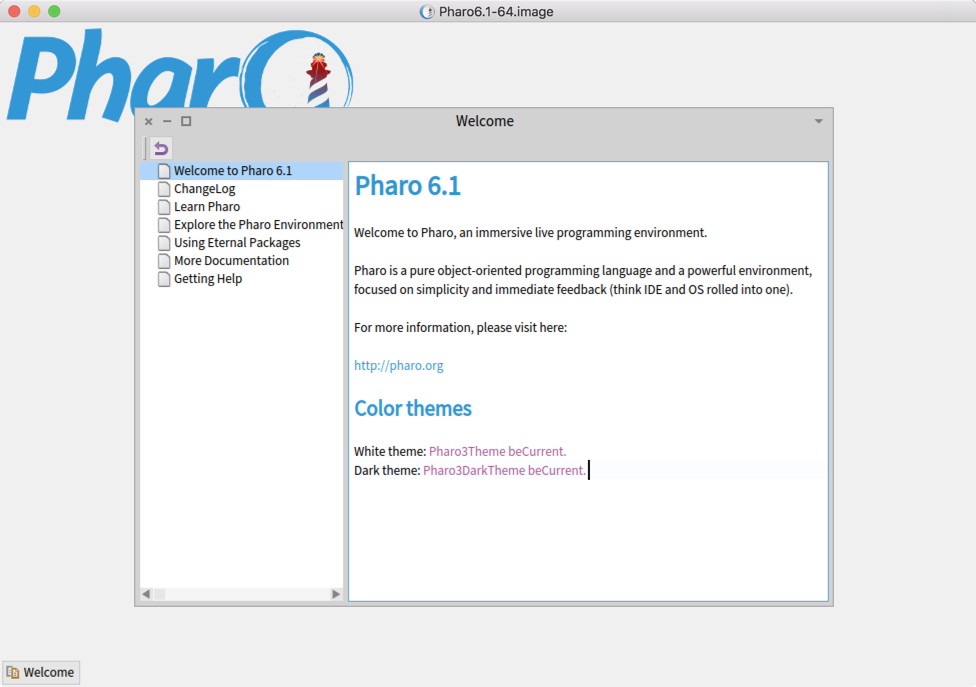 Pharo6.1-64.image
Pharo
Welcome
Welcome to Pharo 6.1
ChangeLog
Learn Pharo
Explore the Pharo Environment
Using Eternal Packages
More Documentation
Getting Help
Pharo 6.1
Welcome to Pharo, an immersive live programming environment.
Pharo is a pure object-oriented programming language and a powerful environment,
focused on simplicity and immediate feedback (think IDE and OS rolled into one).
For more information, please visit here:
http://pharo.org
Color themes
White theme: Pharo3Theme beCurrent.
Dark theme: Pharo3DarkTheme beCurrent.
Welcome